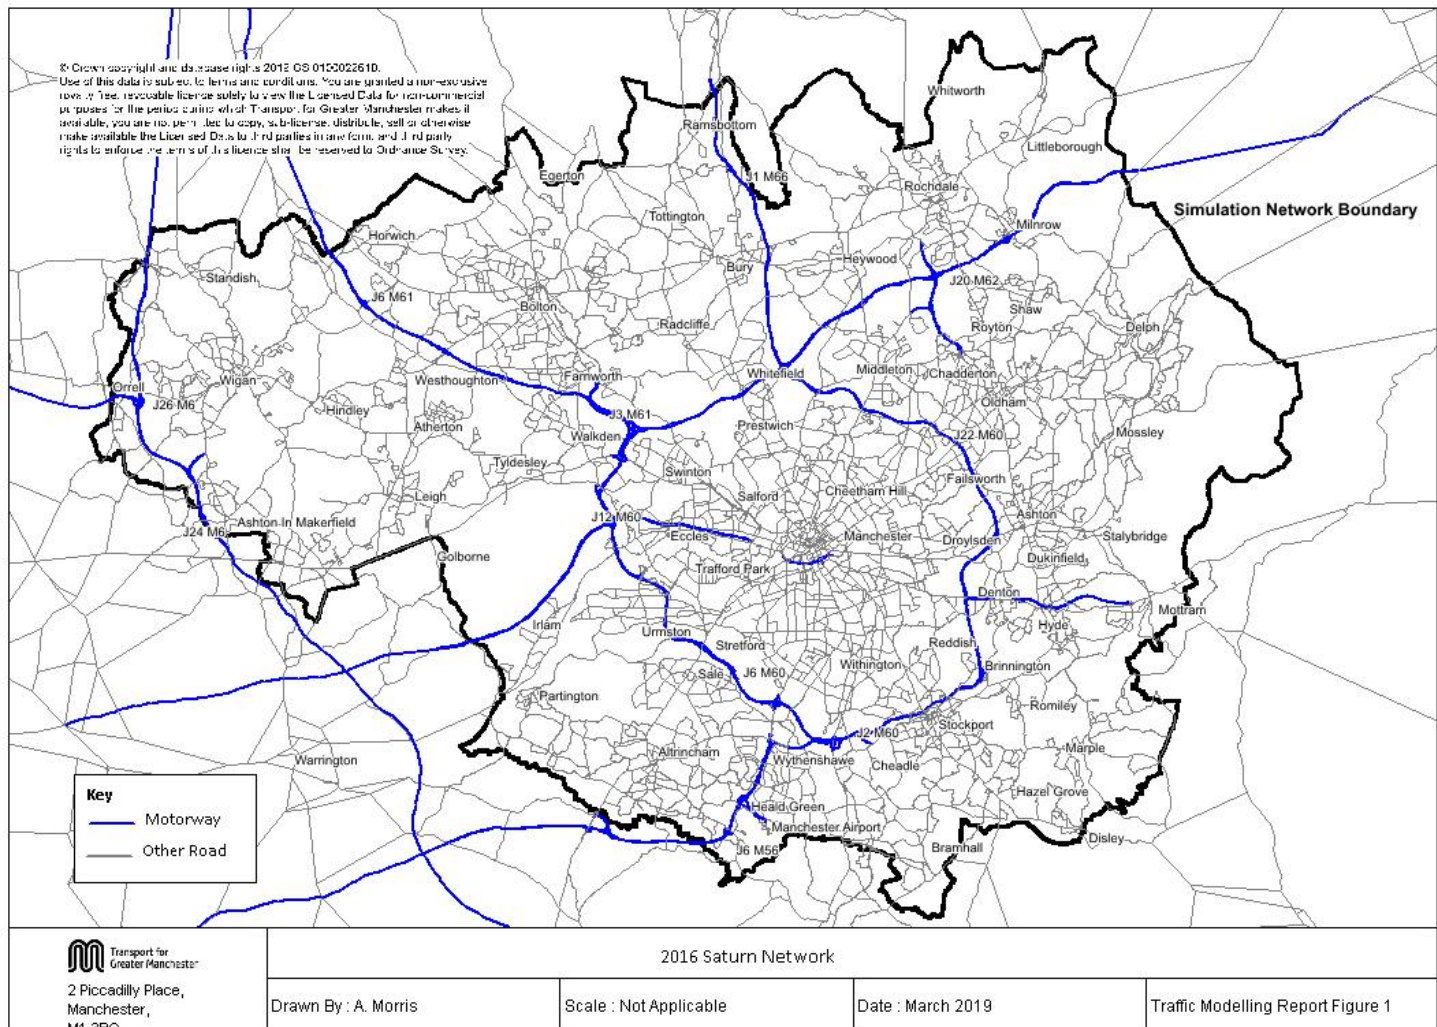 © Crown copyright and database rights 2012 OS 0100022610.
Use of this data is subject to terms and conditions. You are granted a non-exclusive
royalty free, revocable license solely to view the Licensed Data for non-commercial
purposes for the period during which Transport for Greater Manchester makes it
available, you are not permitted to copy, sub-license, distribute, sell or otherwise
make available the Licensed Data to third parties in any form, and third party
rights to enforce the terms of this licence shall be reserved to Ordnance Survey.
Whitworth
Ramsbottom
Littleborough
Egerton
J1 M66
Rochdale
Simulation Network Boundary
Tottington
Milnrow
Horwich
Heywood
Bury
Standish
J20 M62
J6 M61
Bolton
Shaw
Radcliffe
Royton
Delph
Orrell
Wigan
Westhoughton
Farnworth
Whitefield
Middleton
Chadderton
Oldham
J26 M6
Hindley
J3 M61
Atherton
Walkden
Prestwich
J22 M60
Mossley
Tyldesley
Swinton
Failsworth
Leigh
Salford
Cheetham Hill
J24 M6
Ashton In Makerfield
J12 M60
Eccles
Manchester
Droylsden
Ashton
Stalybridge
Golborne
Dukinfield
Trafford Park
Denton
Mottram
Irlam
Urmston
Hyde
Stretford
Reddish
Sale
J6 M60
Withington
Brinnington
Partington
Romiley
Stockport
J2 M60
Warrington
Altrincham
Wythenshawe
Cheadle
Marple
Hazel Grove
Heald Green
Manchester Airport
J6 M56
Bramhall
Disley
Key
Motorway
Other Road
Transport for
Greater Manchester
2 Piccadilly Place,
Manchester,
2016 Saturn Network
Drawn By : A. Morris
Scale : Not Applicable
Date : March 2019
Traffic Modelling Report Figure 1